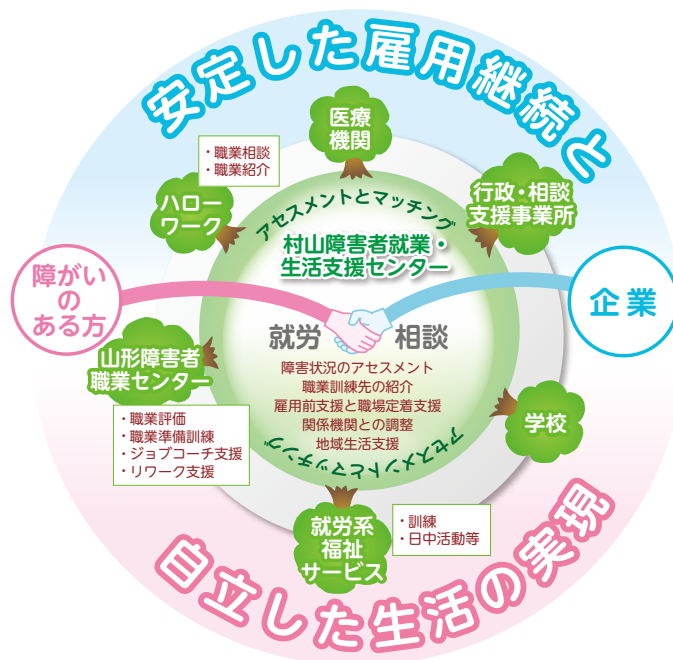 安定した雇用継続と
医療
機関
・職業相談
・職業紹介
ハロー
ワーク
行政・相談
支援事業所
アセスメントとマッチング
村山障害者就業・
生活支援センター
障がい
の
ある方
企業
就労 相談
障害状況のアセスメント
職業訓練先の紹介
雇用前支援と職場定着支援
関係機関との調整
地域生活支援
アセスメントとマッチング
山形障害者
職業センター
・職業評価
・職業準備訓練
・ジョブコーチ支援
・リワーク支援
学校
就労系
福祉
サービス
・訓練
・日中活動等
自立した生活の実現